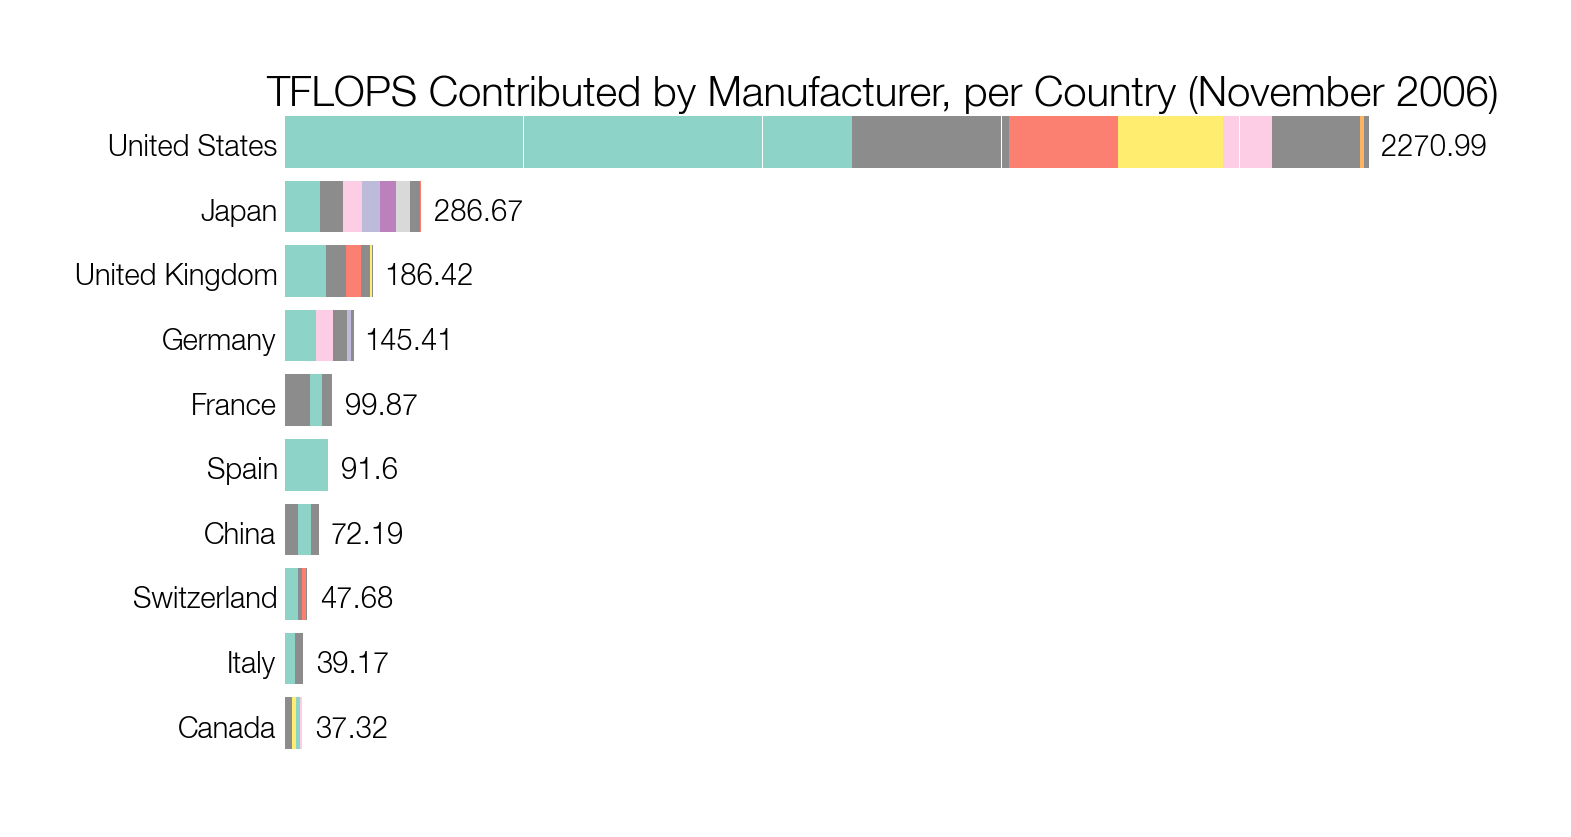 TFLOPS Contributed by Manufacturer, per Country (November 2006)
United States 2270.99
Japan 286.67
United Kingdom 186.42
Germany 145.41
France 99.87
Spain 91.6
China 72.19
Switzerland 47.68
Italy 39.17
Canada 37.32